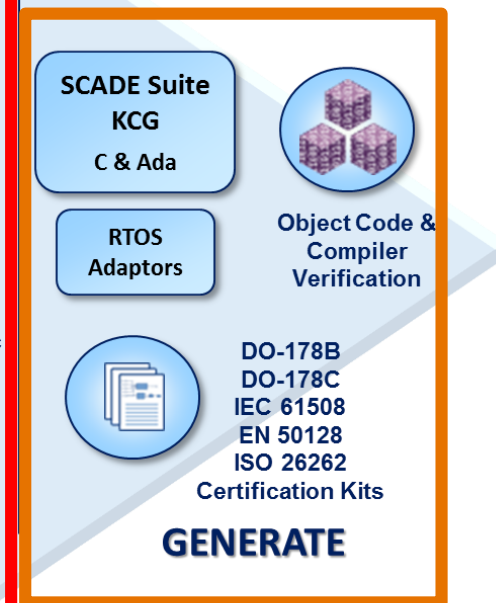 SCADE Suite
KCG
C & Ada
Object Code &
Compiler
Verification
RTOS
Adaptors
DO-178B
DO-178C
IEC 61508
EN 50128
ISO 26262
Certification Kits
GENERATE